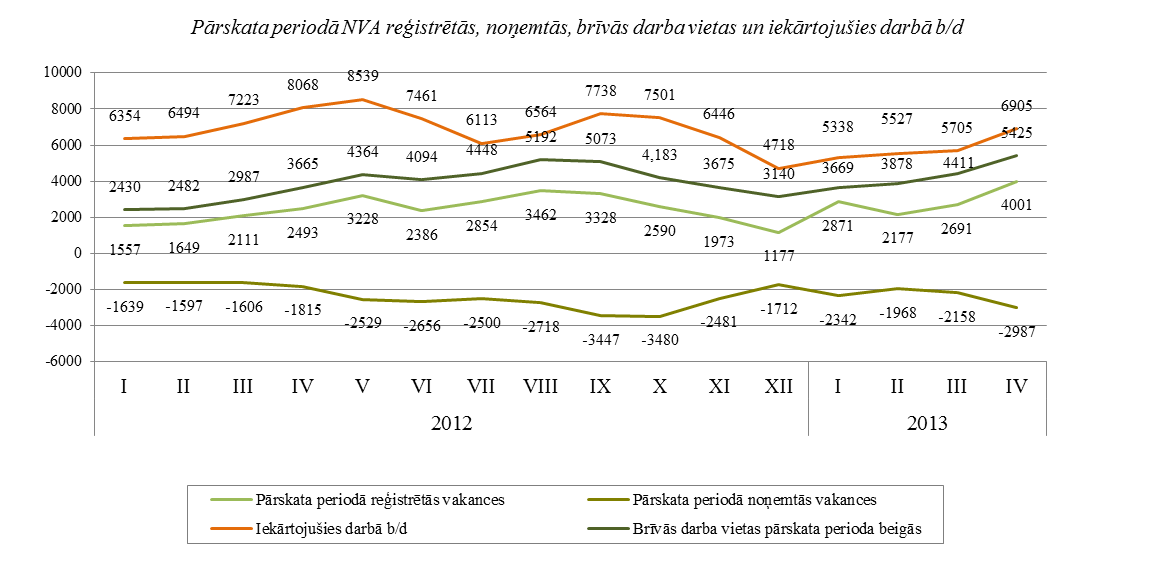 Pārskata periodā NVA reģistrētās, noņemtās, brīvās darba vietas un iekārtojušies darbā b/d
10000
8000
6000
4000
2000
0
-2000
-4000
-6000
6354 6494 7223 8068 8539 7461 6113 6564 7738 7501 6446 4718 5338 5527 5705 6905
2430 2482 2987 3665 4364 4094 4448 5192 5073 4,183 3675 3140 3669 3878 4411 5425
1557 1649 2111 2493 3228 2386 2854 3462 3328 2590 1973 1177 2871 2177 2691 4001
-1639 -1597 -1606 -1815 -2529 -2656 -2500 -2718 -3447 -3480 -2481 -1712 -2342 -1968 -2158 -2987
I II III IV V VI VII VIII IX X XI XII I II III IV
2012 2013
Pārskata periodā reģistrētās vakances Pārskata periodā noņemtās vakances
Iekārtojušies darbā b/d Brīvās darba vietas pārskata perioda beigās